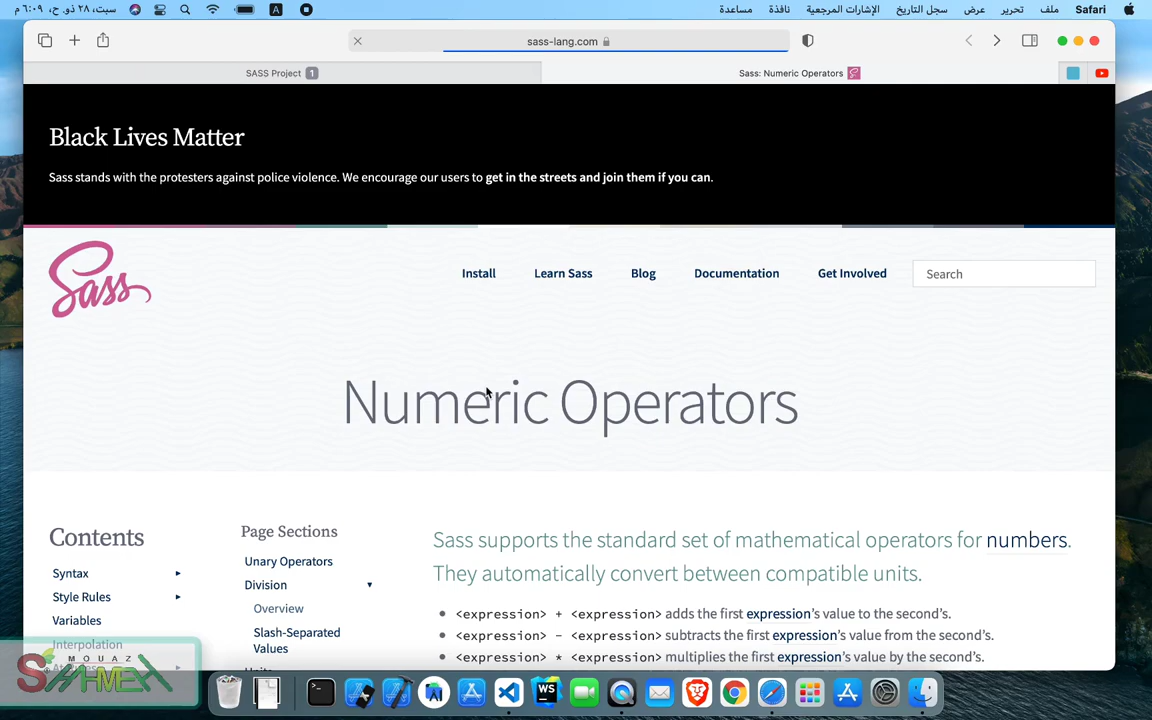 سبت، ٢٨ ذو. ح، ٦:٠٩ م
A
مساعدة
نافذة
الإشارات المرجعية
سجل التاريخ
عرض
تحرير
ملف
Safari
sass-lang.com
SASS Project 1
Sass: Numeric Operators
Black Lives Matter
Sass stands with the protesters against police violence. We encourage our users to get in the streets and join them if you can.
Sass
Install
Learn Sass
Blog
Documentation
Get Involved
Search
Numeric Operators
Contents
Syntax
Style Rules
Variables
Interpolation
Page Sections
Unary Operators
Division
Overview
Slash-Separated
Values
Sass supports the standard set of mathematical operators for numbers.
They automatically convert between compatible units.
<expression> + <expression> adds the first expression’s value to the second’s.
<expression> - <expression> subtracts the first expression’s value from the second’s.
<expression> * <expression> multiplies the first expression’s value by the second’s.
MOUAZ
WS